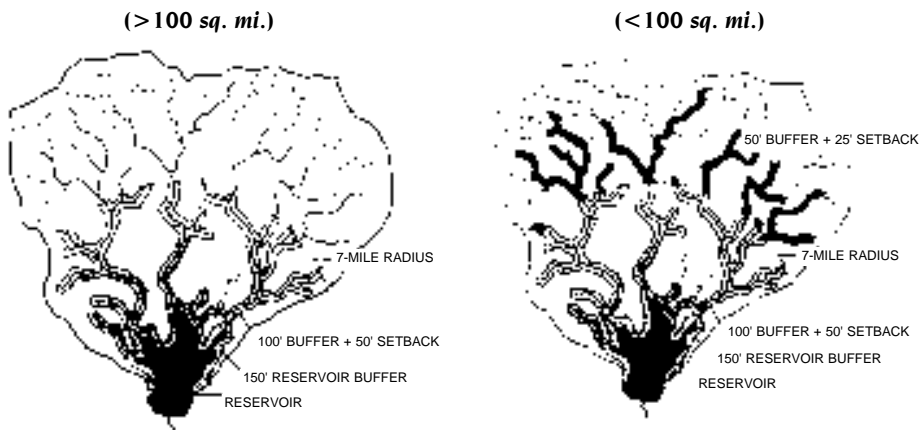 (>100 sq. mi.)
7-MILE RADIUS
100' BUFFER + 50' SETBACK
150' RESERVOIR BUFFER
RESERVOIR
(<100 sq. mi.)
50' BUFFER + 25' SETBACK
7-MILE RADIUS
100' BUFFER + 50' SETBACK
150' RESERVOIR BUFFER
RESERVOIR